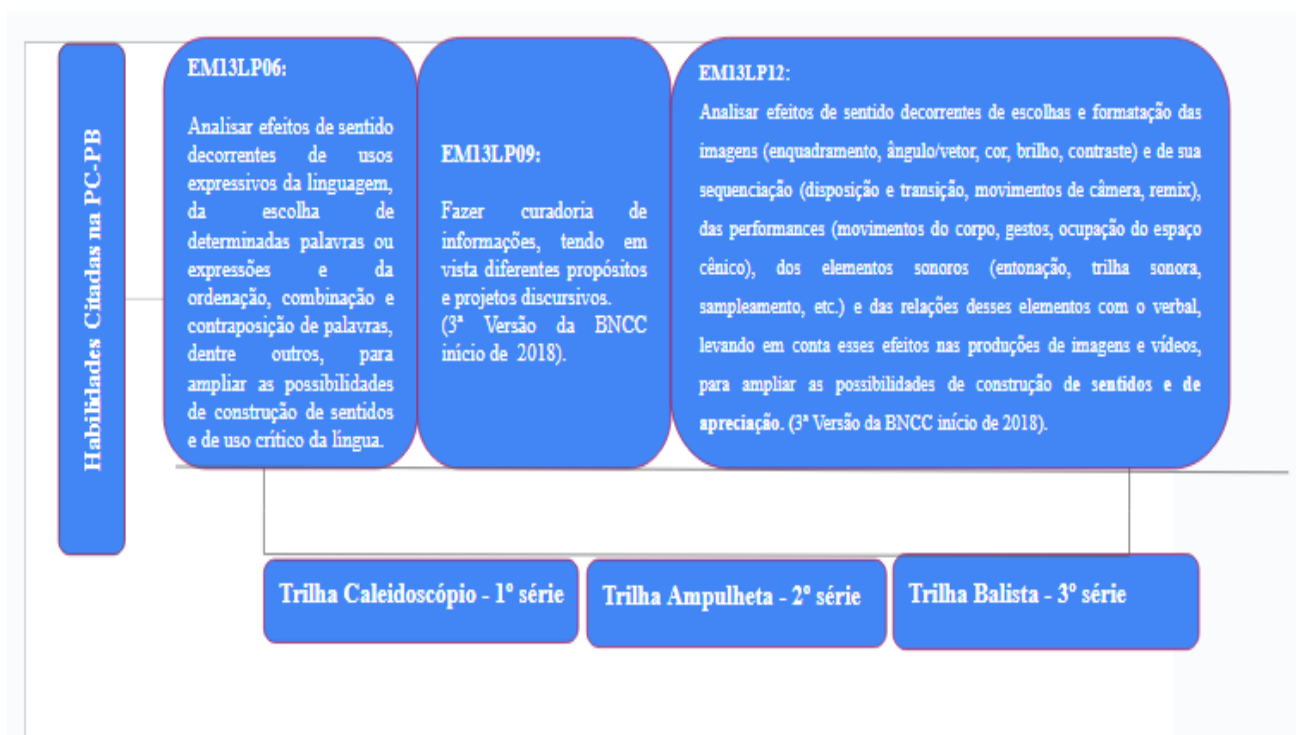 Habilidades Citadas na PC-PB
EM13LP06:
Analisar efeitos de sentido
decorrentes de usos
expressivos da linguagem,
da escolha de
determinadas palavras ou
expressões e da
ordenação, combinação e
contraposição de palavras,
dentre outros, para
ampliar as possibilidades
de construção de sentidos
e de uso crítico da língua.
EM13LP09:
Fazer curadoria de
informações, tendo em
vista diferentes propósitos
e projetos discursivos.
(3ª Versão da BNCC
início de 2018).
EM13LP12:
Analisar efeitos de sentido decorrentes de escolhas e formatação das
imagens (enquadramento, ângulo/vetor, cor, brilho, contraste) e de sua
sequenciação (disposição e transição, movimentos de câmera, remix),
das performances (movimentos do corpo, gestos, ocupação do espaço
cênico), dos elementos sonoros (entonação, trilha sonora,
sampleamento, etc.) e das relações desses elementos com o verbal,
levando em conta esses efeitos nas produções de imagens e vídeos,
para ampliar as possibilidades de construção de sentidos e de
apreciação. (3ª Versão da BNCC início de 2018).
Trilha Caleidoscópio - 1º série
Trilha Ampulheta - 2º série
Trilha Balista - 3º série